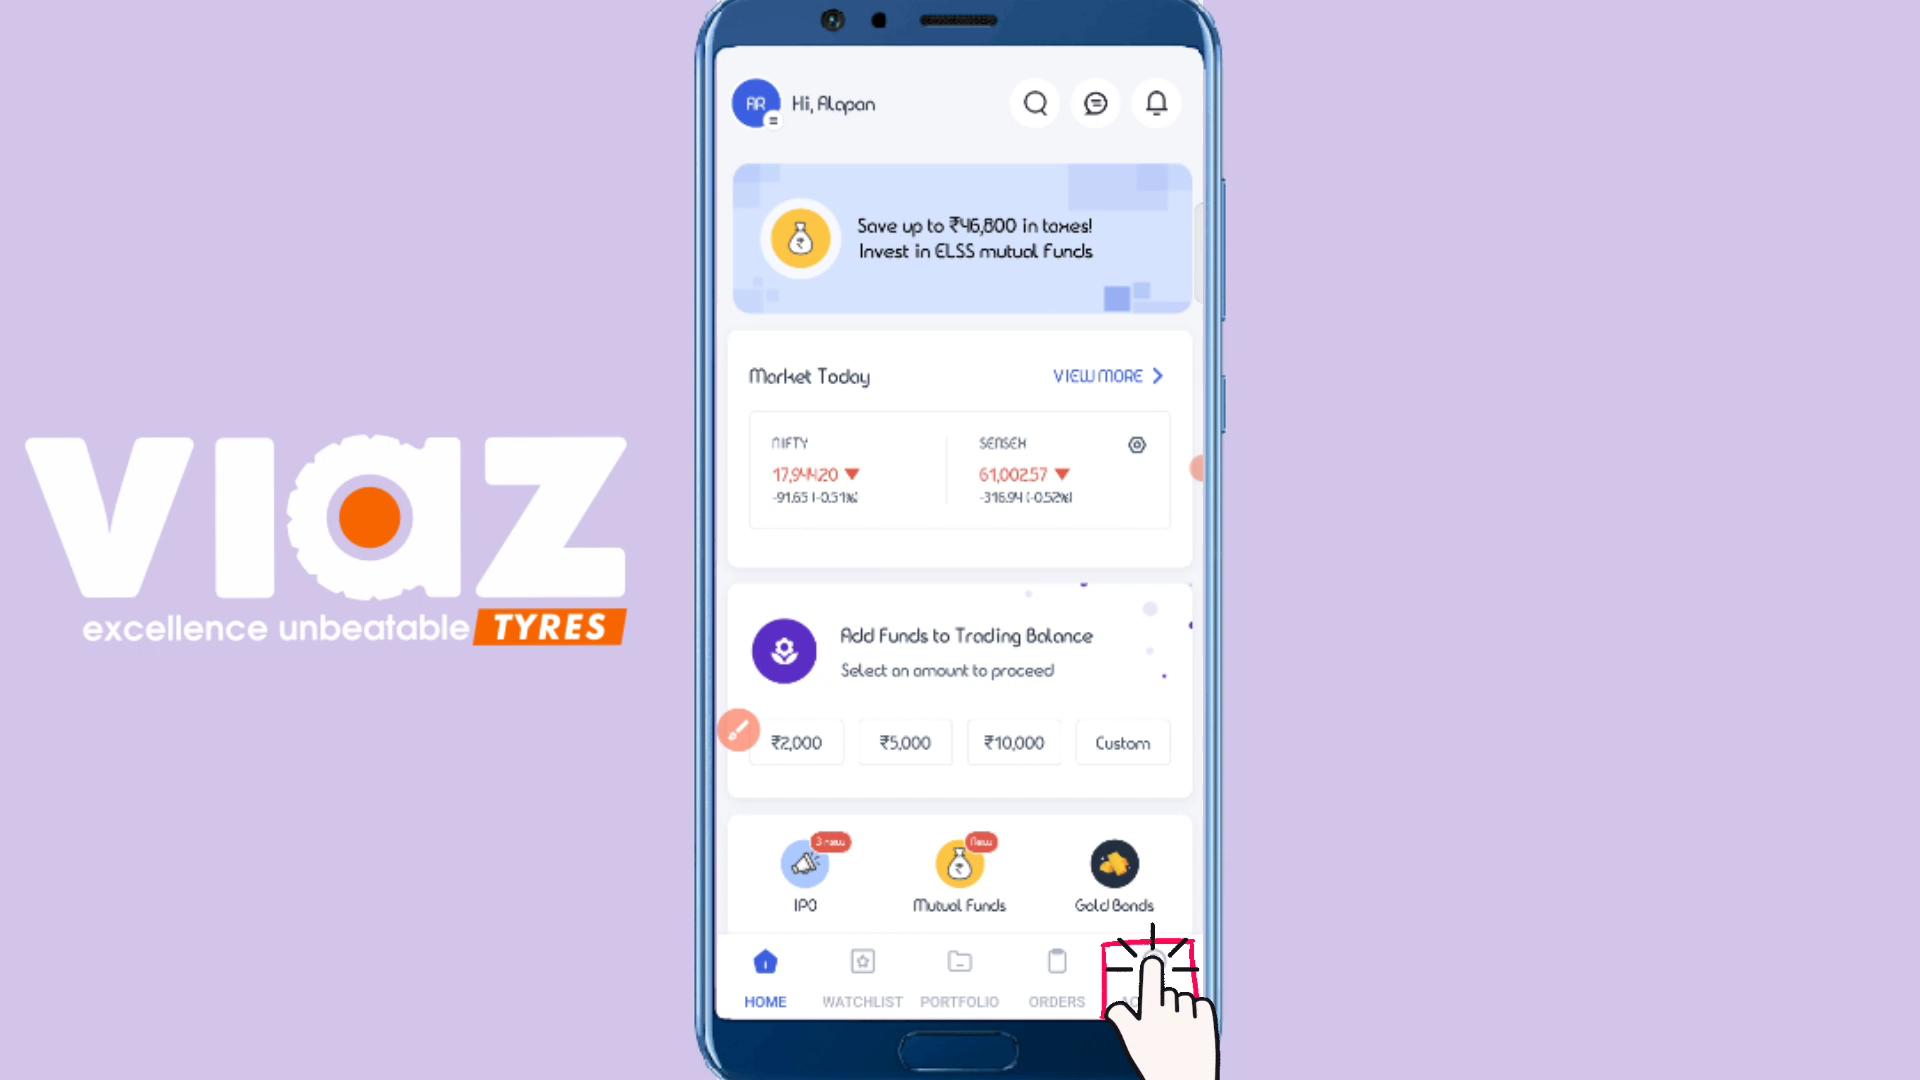 AR
Hi, Alapan
Save up to ₹46,800 in taxes!
Invest in ELSS mutual funds
Market Today
VIEW MORE
NIFTY
SENSEX
17,944.20
61,002.57
-91.65 (-0.51%)
-316.94 (-0.52%)
Add Funds to Trading Balance
Select an amount to proceed
₹2,000
₹5,000
₹10,000
Custom
3 new
New
IPO
Mutual Funds
Gold Bonds
HOME
WATCHLIST
PORTFOLIO
ORDERS
VIAZ
excellence unbeatable TYRES